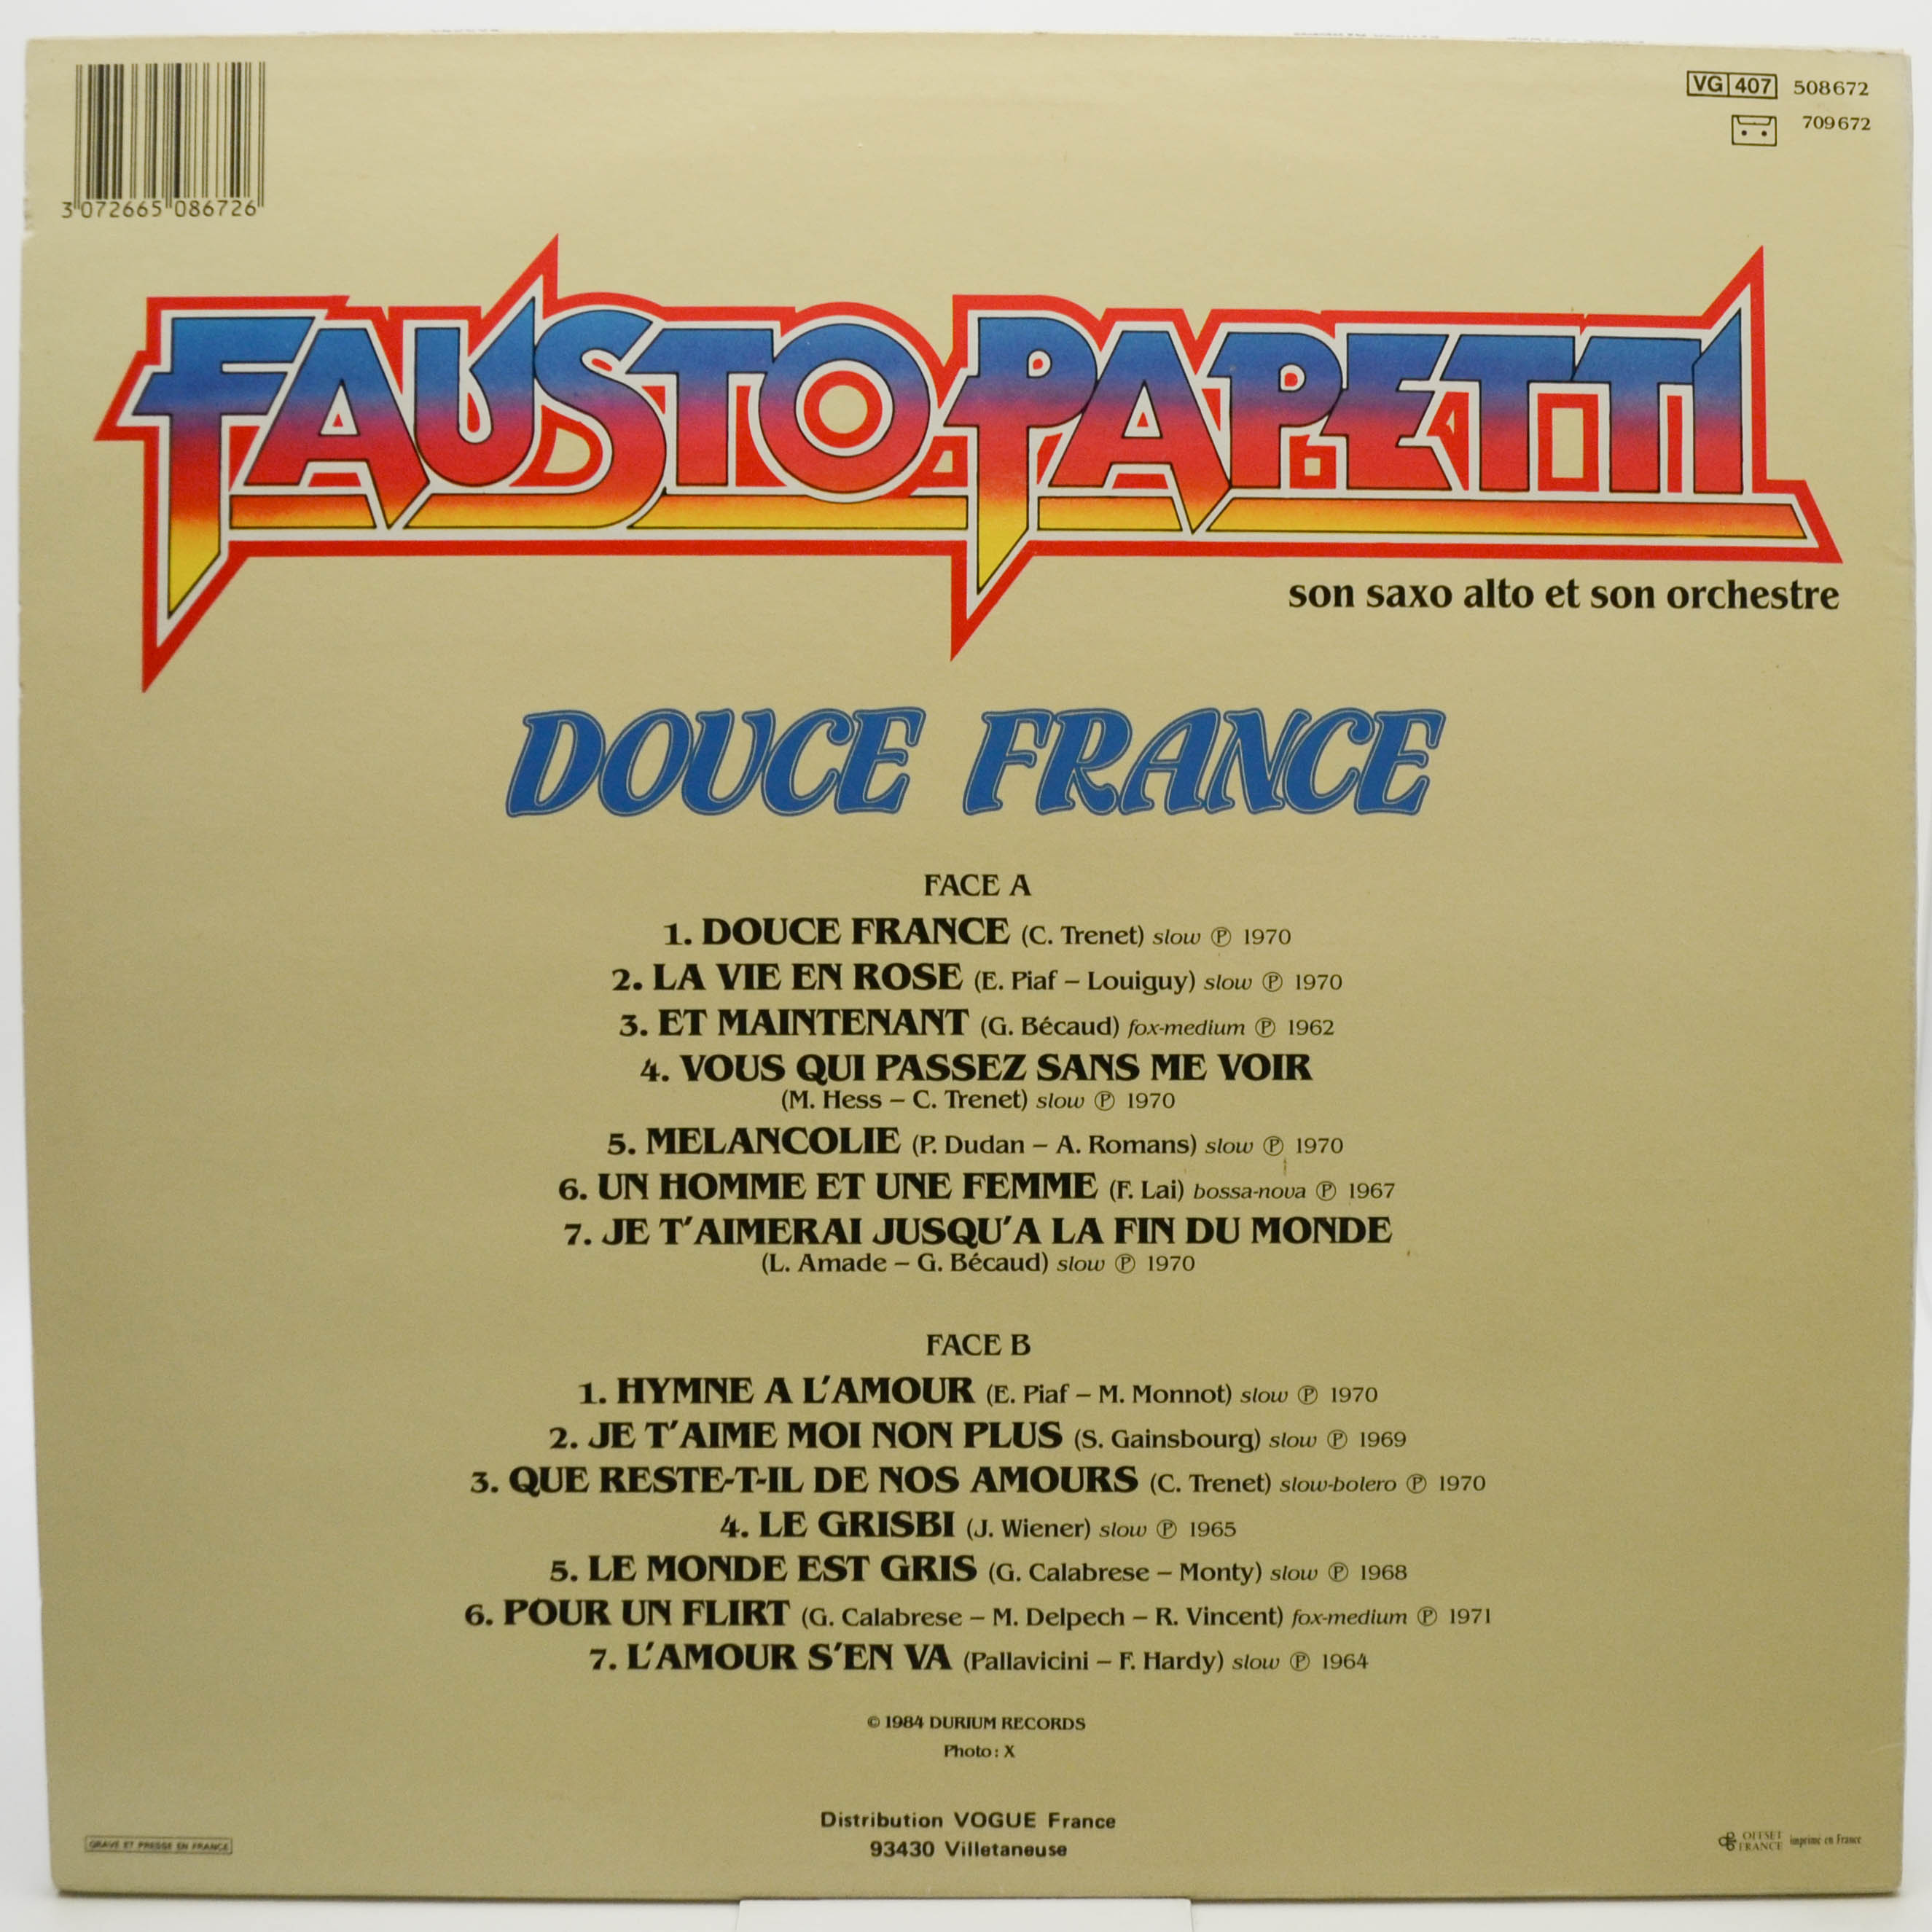 VG 407 508672
709672
3 072665 086726
FAUSTO PAPETTI
son saxo alto et son orchestre
DOUCE FRANCE
FACE A
1. DOUCE FRANCE (C. Trenet) slow ℗ 1970
2. LA VIE EN ROSE (E. Piaf – Louiguy) slow ℗ 1970
3. ET MAINTENANT (G. Bécaud) fox-medium ℗ 1962
4. VOUS QUI PASSEZ SANS ME VOIR
(M. Hess – C. Trenet) slow ℗ 1970
5. MELANCOLIE (P. Dudan – A. Romans) slow ℗ 1970
6. UN HOMME ET UNE FEMME (F. Lai) bossa-nova ℗ 1967
7. JE T'AIMERAI JUSQU'A LA FIN DU MONDE
(L. Amade – G. Bécaud) slow ℗ 1970
FACE B
1. HYMNE A L'AMOUR (E. Piaf – M. Monnot) slow ℗ 1970
2. JE T'AIME MOI NON PLUS (S. Gainsbourg) slow ℗ 1969
3. QUE RESTE-T-IL DE NOS AMOURS (C. Trenet) slow-bolero ℗ 1970
4. LE GRISBI (J. Wiener) slow ℗ 1965
5. LE MONDE EST GRIS (G. Calabrese – Monty) slow ℗ 1968
6. POUR UN FLIRT (G. Calabrese – M. Delpech – R. Vincent) fox-medium ℗ 1971
7. L'AMOUR S'EN VA (Pallavicini – F. Hardy) slow ℗ 1964
© 1984 DURIUM RECORDS
Photo : X
Distribution VOGUE France
93430 Villetaneuse
GRAVE ET PRESSE EN FRANCE
OFFSET
FRANCE imprimé en France